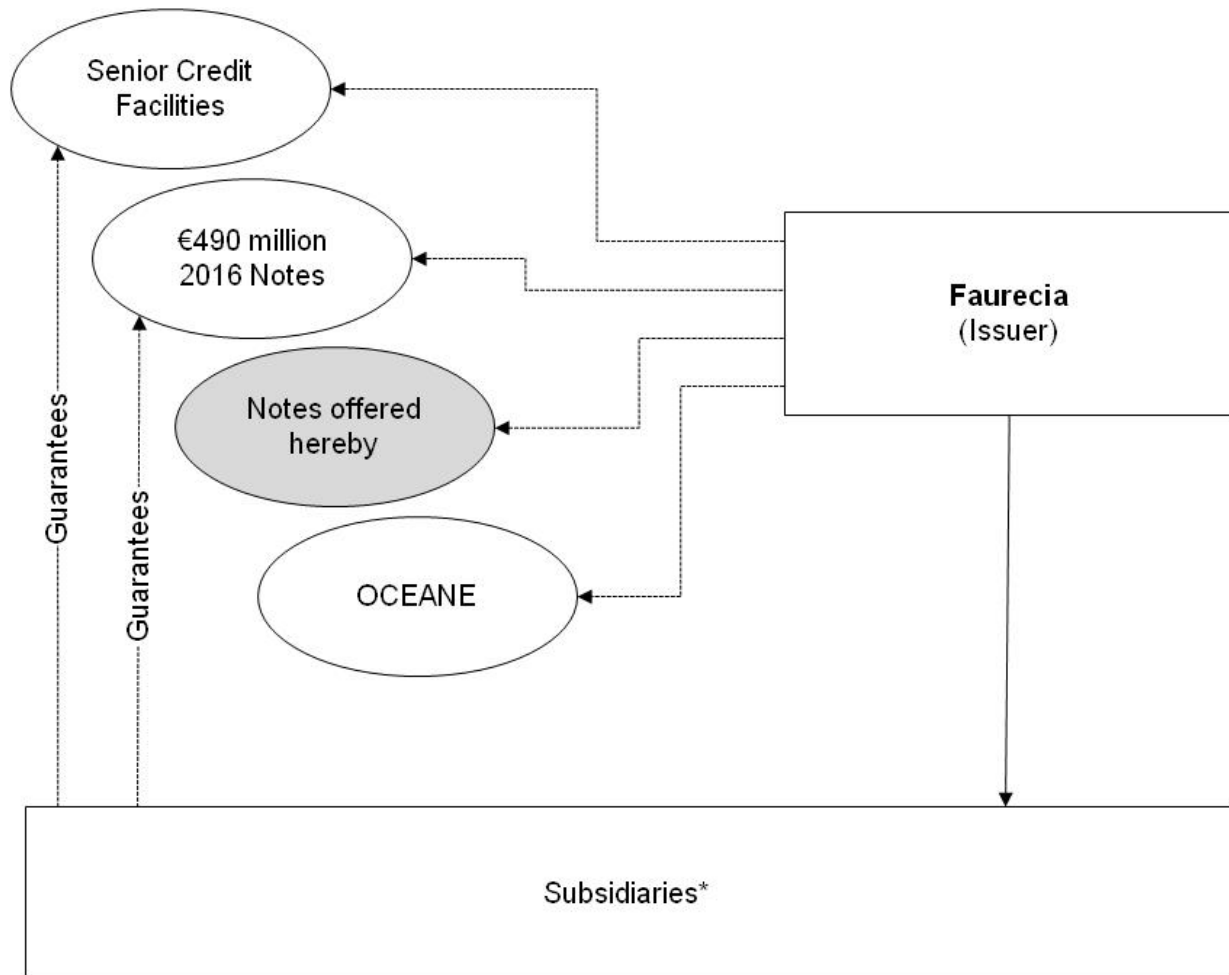 Senior Credit
Facilities
€490 million
2016 Notes
Faurecia
(Issuer)
Notes offered
hereby
OCEANE
Guarantees
Guarantees
Subsidiaries*